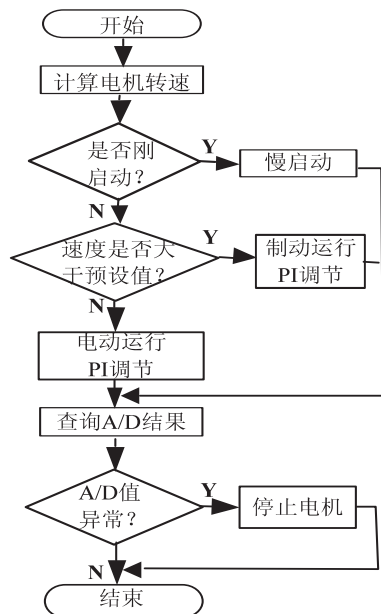 开始
计算电机转速
是否刚
启动？
Y
慢启动
N
速度是否大
于预设值？
Y
制动运行
PI调节
N
电动运行
PI调节
查询A/D结果
A/D值
异常？
Y
停止电机
N
结束